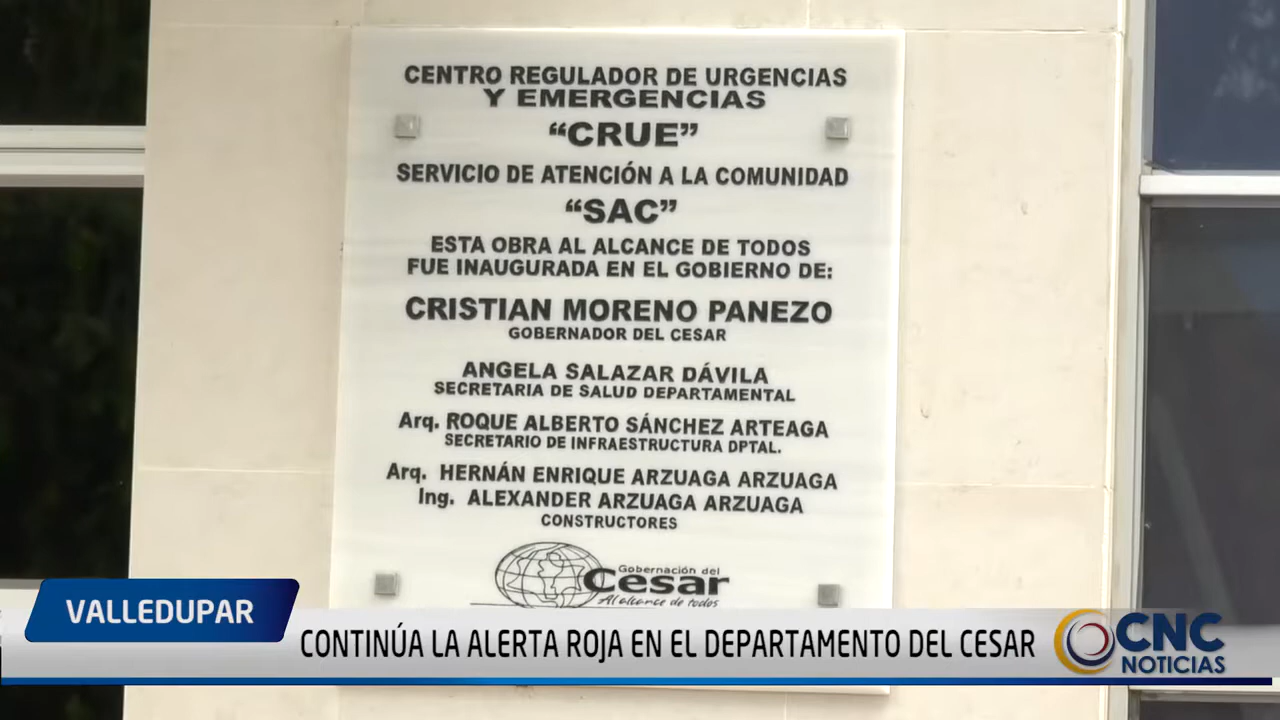 CENTRO REGULADOR DE URGENCIAS
Y EMERGENCIAS
“CRUE”
SERVICIO DE ATENCIÓN A LA COMUNIDAD
“SAC”
ESTA OBRA AL ALCANCE DE TODOS
FUE INAUGURADA EN EL GOBIERNO DE:
CRISTIAN MORENO PANEZO
GOBERNADOR DEL CESAR
ANGELA SALAZAR DÁVILA
SECRETARIA DE SALUD DEPARTAMENTAL
Arq. ROQUE ALBERTO SÁNCHEZ ARTEAGA
SECRETARIO DE INFRAESTRUCTURA DPTAL.
Arq. HERNÁN ENRIQUE ARZUAGA ARZUAGA
Ing. ALEXANDER ARZUAGA ARZUAGA
CONSTRUCTORES
Gobernación del
Cesar
Al alcance de todos
VALLEDUPAR
CONTINÚA LA ALERTA ROJA EN EL DEPARTAMENTO DEL CESAR
CNC
NOTICIAS